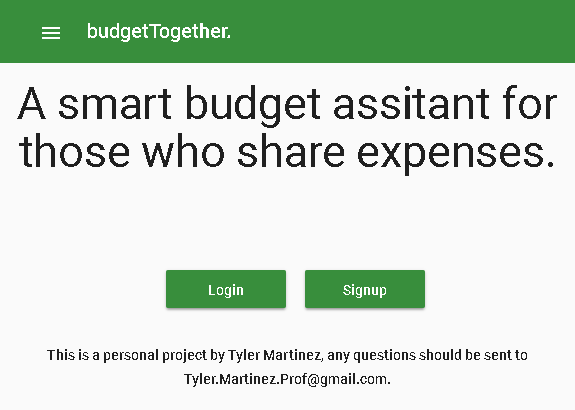 budgetTogether.
A smart budget assitant for
those who share expenses.
Login
Signup
This is a personal project by Tyler Martinez, any questions should be sent to
Tyler.Martinez.Prof@gmail.com.